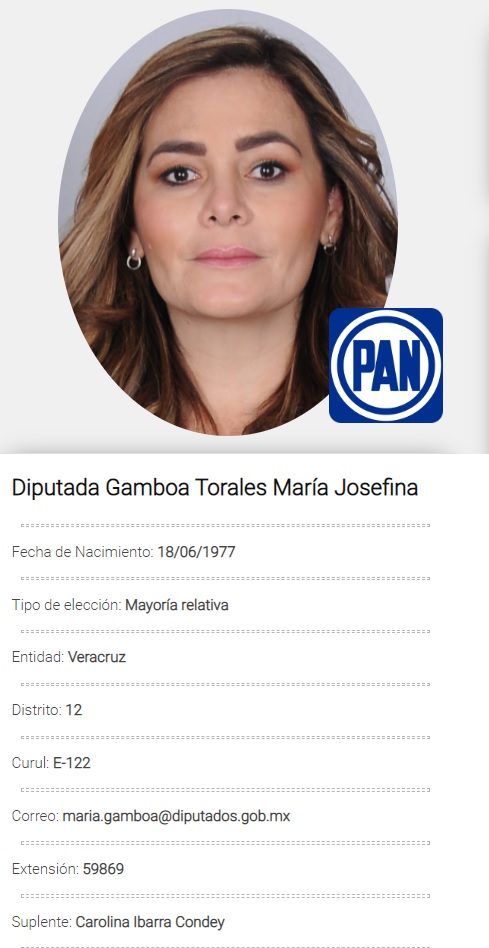 PAN
Diputada Gamboa Torales María Josefina
Fecha de Nacimiento: 18/06/1977
Tipo de elección: Mayoría relativa
Entidad: Veracruz
Distrito: 12
Curul: E-122
Correo: maria.gamboa@diputados.gob.mx
Extensión: 59869
Suplente: Carolina Ibarra Condey